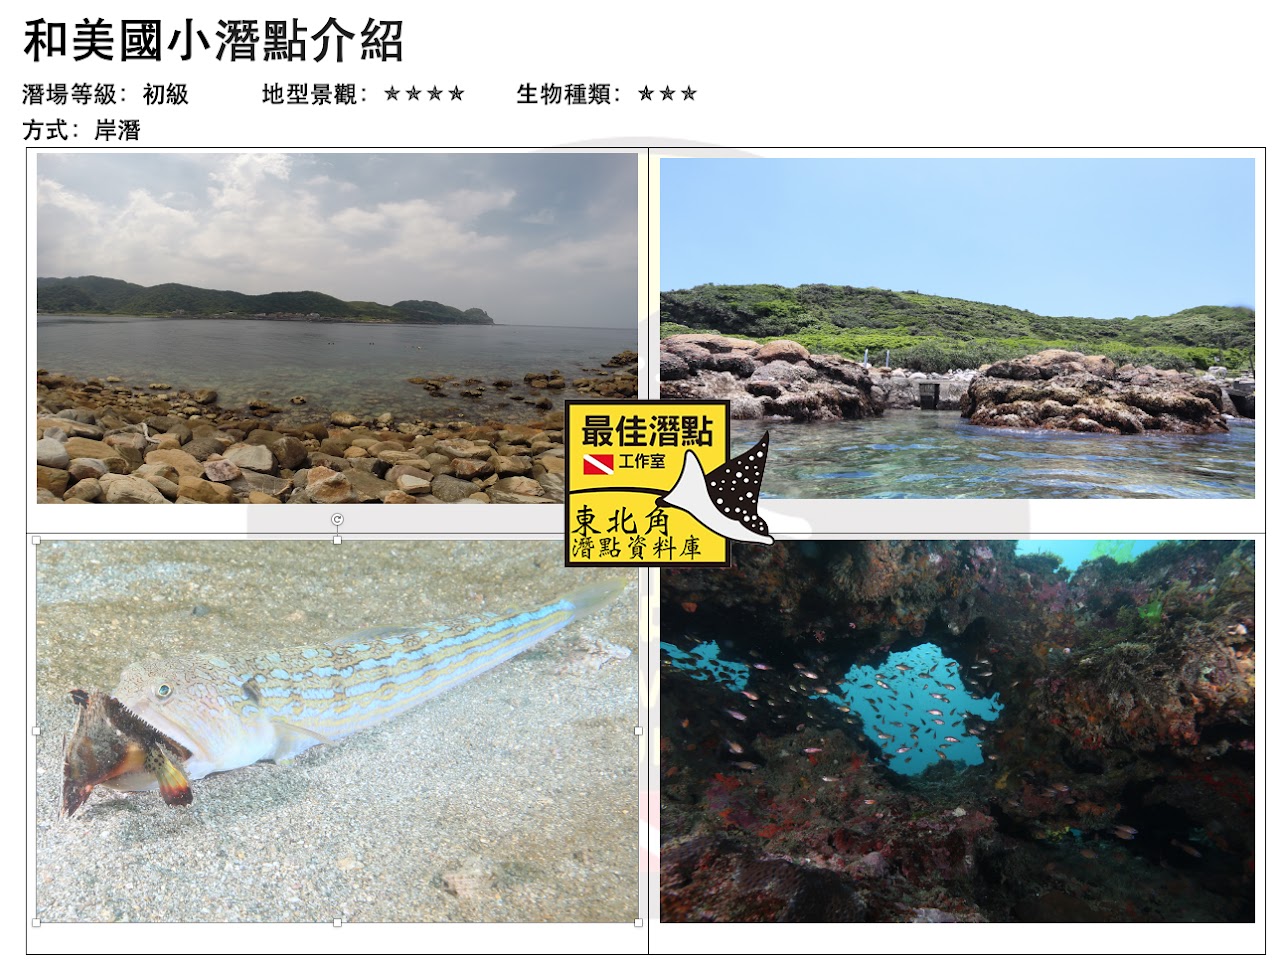 和美國小潛點介紹
潛場等級：初級 地型景觀：✯✯✯✯ 生物種類：✯✯✯
方式：岸潛
最佳潛點
工作室
東北角
潛點資料庫